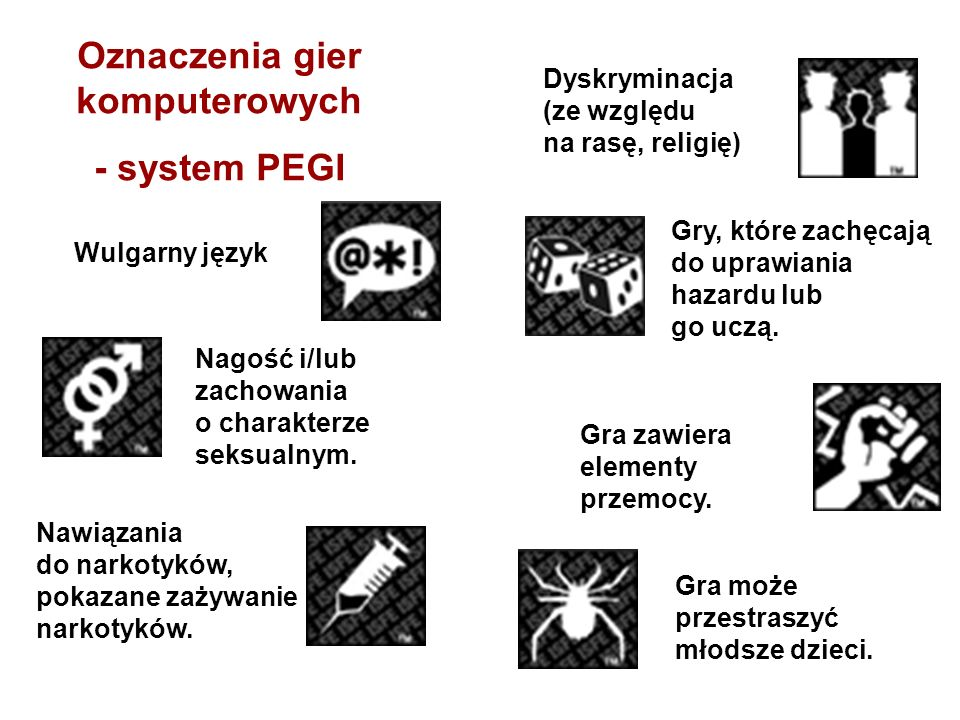 Oznaczenia gier
komputerowych
- system PEGI
Wulgarny język
@*!
Nagość i/lub
zachowania
o charakterze
seksualnym.
Nawiązania
do narkotyków,
pokazane zażywanie
narkotyków.
Dyskryminacja
(ze względu
na rasę, religię)
Gry, które zachęcają
do uprawiania
hazardu lub
go uczą.
Gra zawiera
elementy
przemocy.
Gra może
przestraszyć
młodsze dzieci.